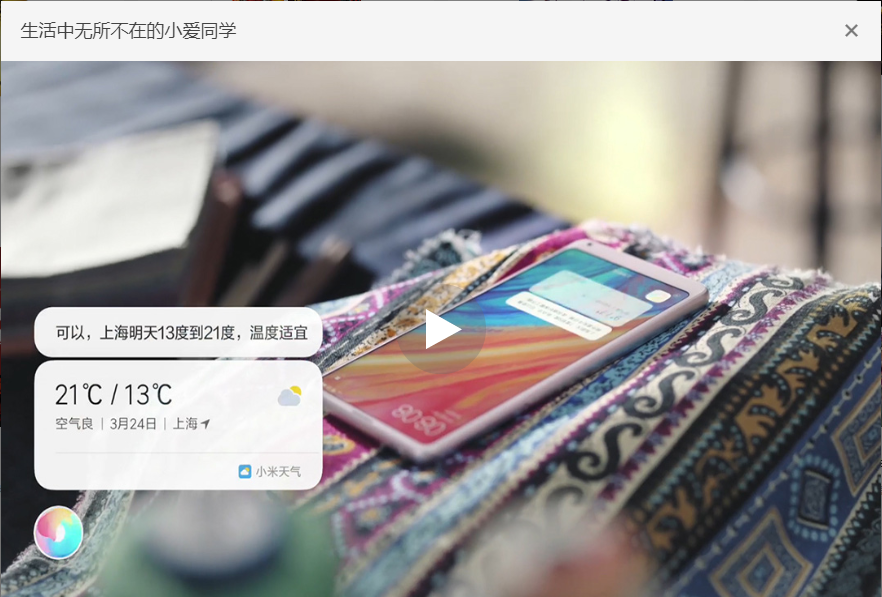 生活中无所不在的小爱同学
可以，上海明天13度到21度，温度适宜
21℃ / 13℃
空气良 | 3月24日 | 上海
小米天气